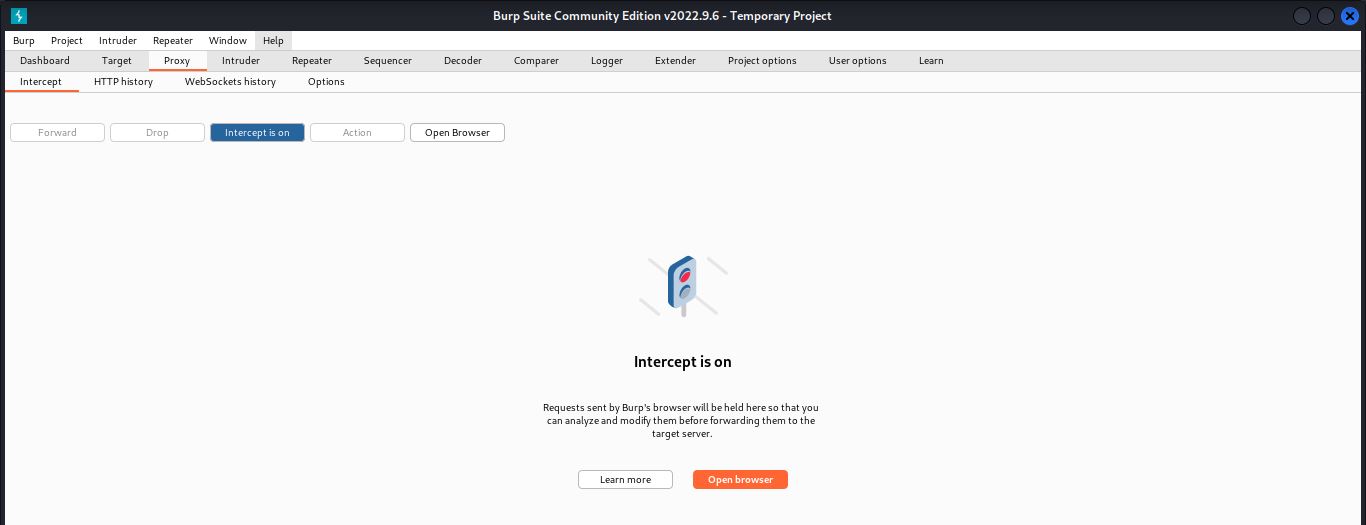 Burp Suite Community Edition v2022.9.6 - Temporary Project
Burp Project Intruder Repeater Window Help
Dashboard Target Proxy Intruder Repeater Sequencer Decoder Comparer Logger Extender Project options User options Learn
Intercept HTTP history WebSockets history Options
Forward Drop Intercept is on Action Open Browser
Intercept is on
Requests sent by Burp's browser will be held here so that you
can analyze and modify them before forwarding them to the
target server.
Learn more Open browser